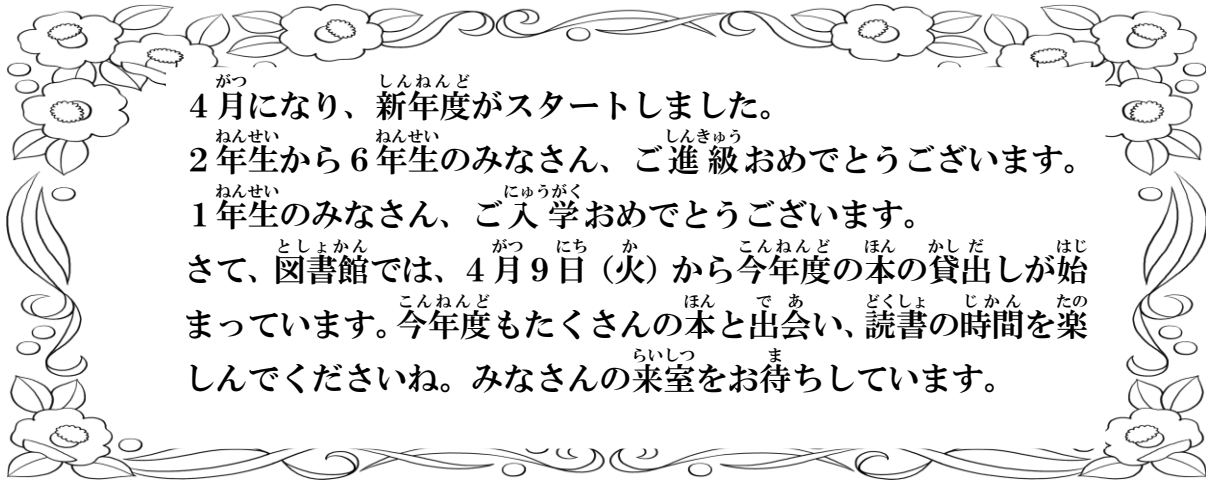 4月になり、新年度がスタートしました。
2年生から6年生のみなさん、ご進級おめでとうございます。
1年生のみなさん、ご入学おめでとうございます。
さて、図書館では、4月9日（火）から今年度の本の貸出しが始
まっています。今年度もたくさんの本と出会い、読書の時間を楽
しんでくださいね。みなさんの来室をお待ちしています。